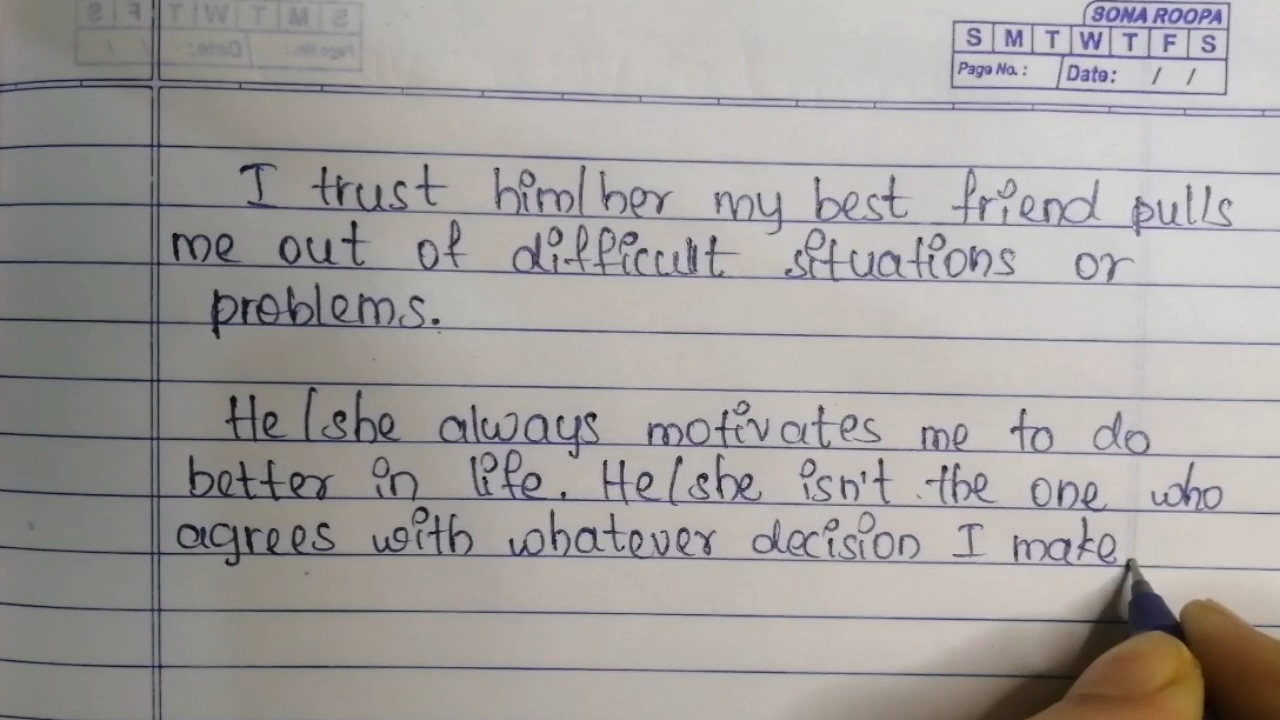 SONA ROOPA
S M T W T F S
Page No.: Date: / /
I trust him/her my best friend pulls
me out of difficult situations or
problems.
He/she always motivates me to do
better in life. He/she isn't the one who
agrees with whatever decision I make.